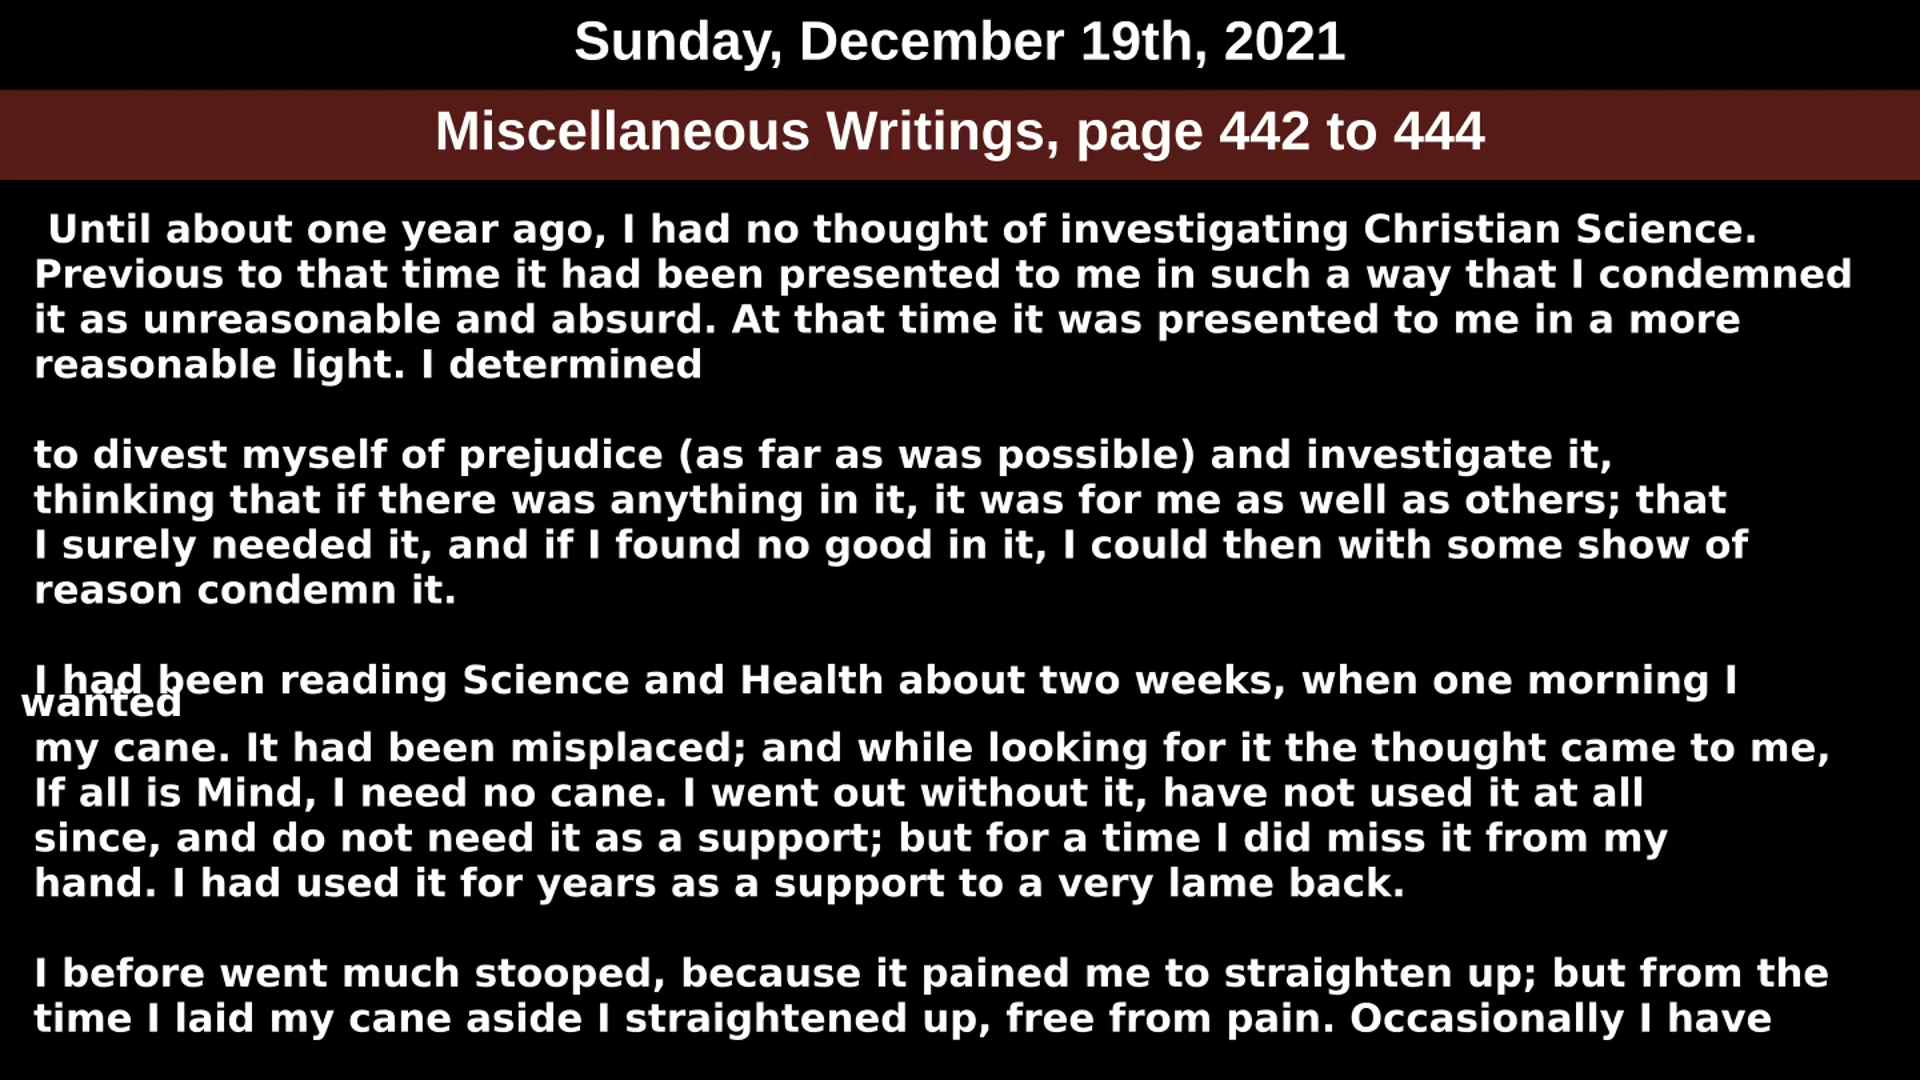 Sunday, December 19th, 2021
Miscellaneous Writings, page 442 to 444
Until about one year ago, I had no thought of investigating Christian Science.
Previous to that time it had been presented to me in such a way that I condemned
it as unreasonable and absurd. At that time it was presented to me in a more
reasonable light. I determined
to divest myself of prejudice (as far as was possible) and investigate it,
thinking that if there was anything in it, it was for me as well as others; that
I surely needed it, and if I found no good in it, I could then with some show of
reason condemn it.
I had been reading Science and Health about two weeks, when one morning I
wanted
my cane. It had been misplaced; and while looking for it the thought came to me,
If all is Mind, I need no cane. I went out without it, have not used it at all
since, and do not need it as a support; but for a time I did miss it from my
hand. I had used it for years as a support to a very lame back.
I before went much stooped, because it pained me to straighten up; but from the
time I laid my cane aside I straightened up, free from pain. Occasionally I have